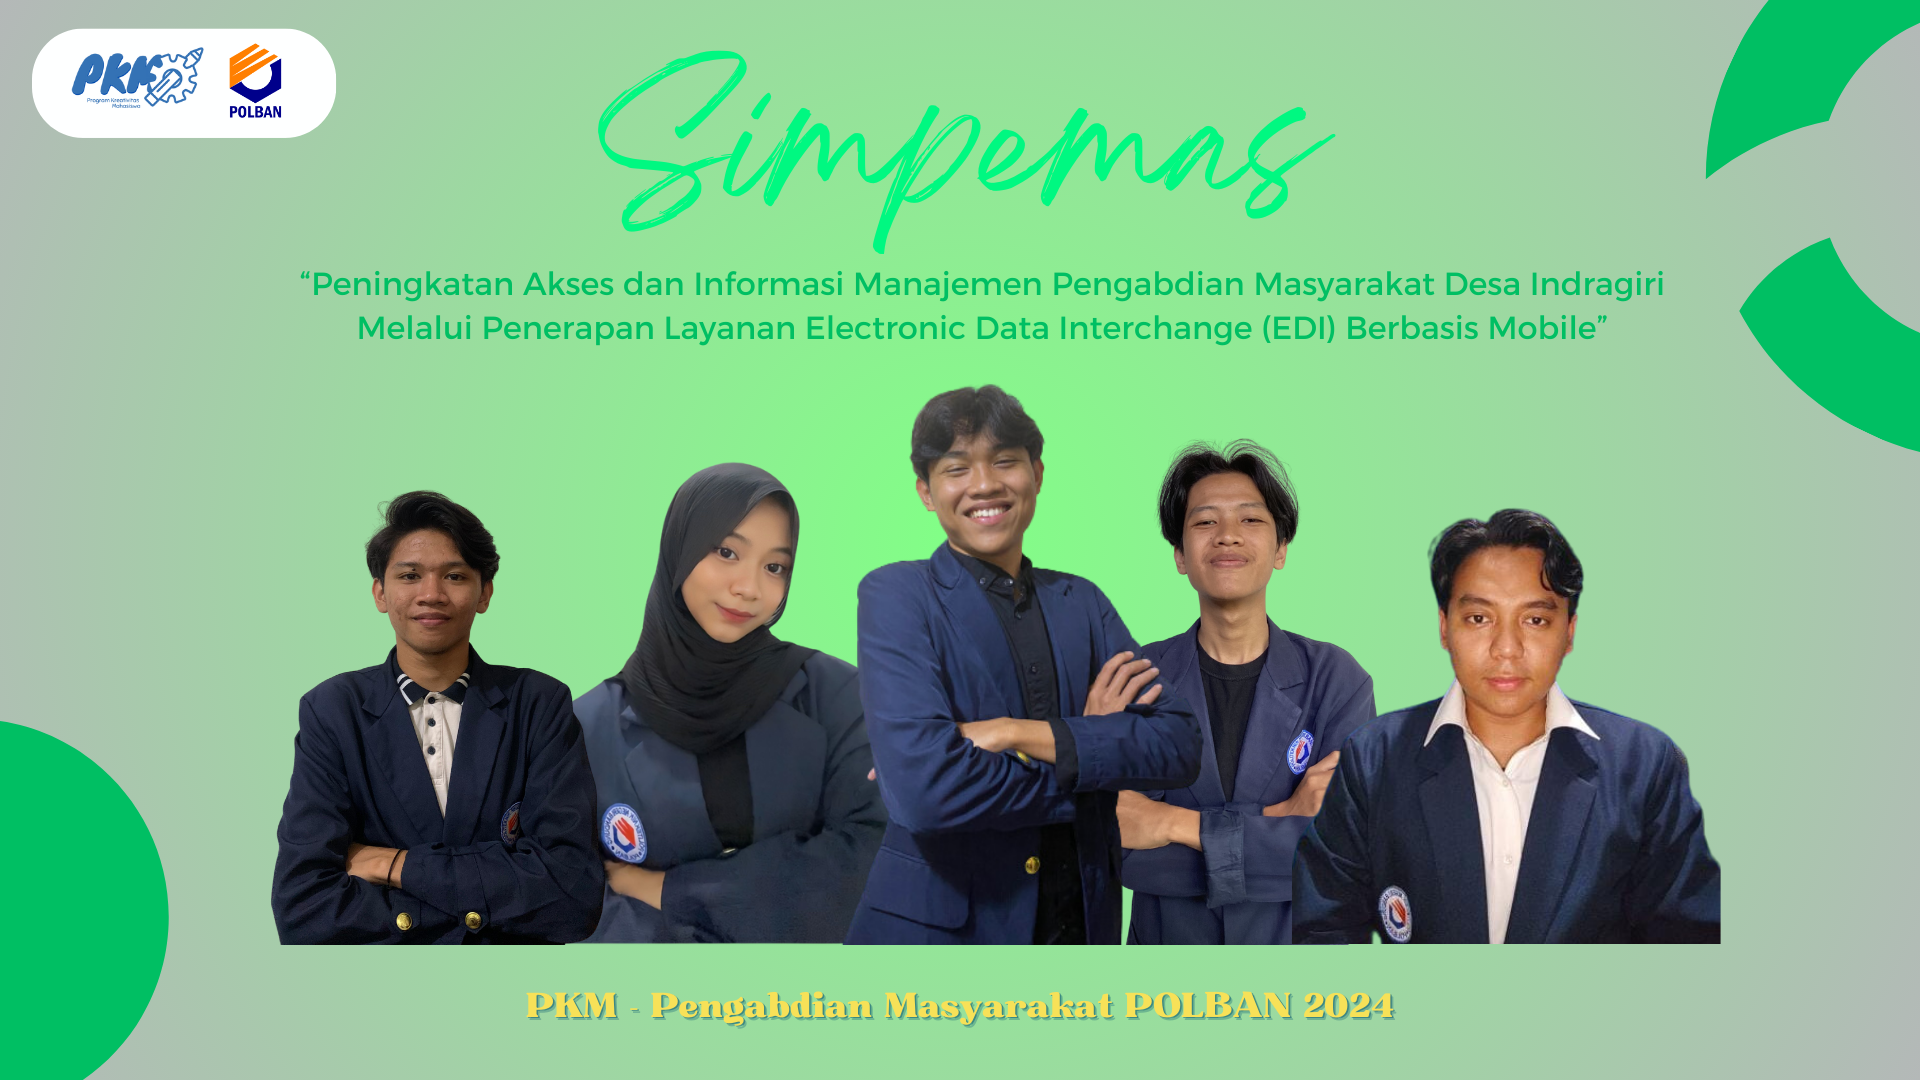 PKM
Program Kreativitas
Mahasiswa
POLBAN
Simpemas
“Peningkatan Akses dan Informasi Manajemen Pengabdian Masyarakat Desa Indragiri
Melalui Penerapan Layanan Electronic Data Interchange (EDI) Berbasis Mobile”
PKM - Pengabdian Masyarakat POLBAN 2024